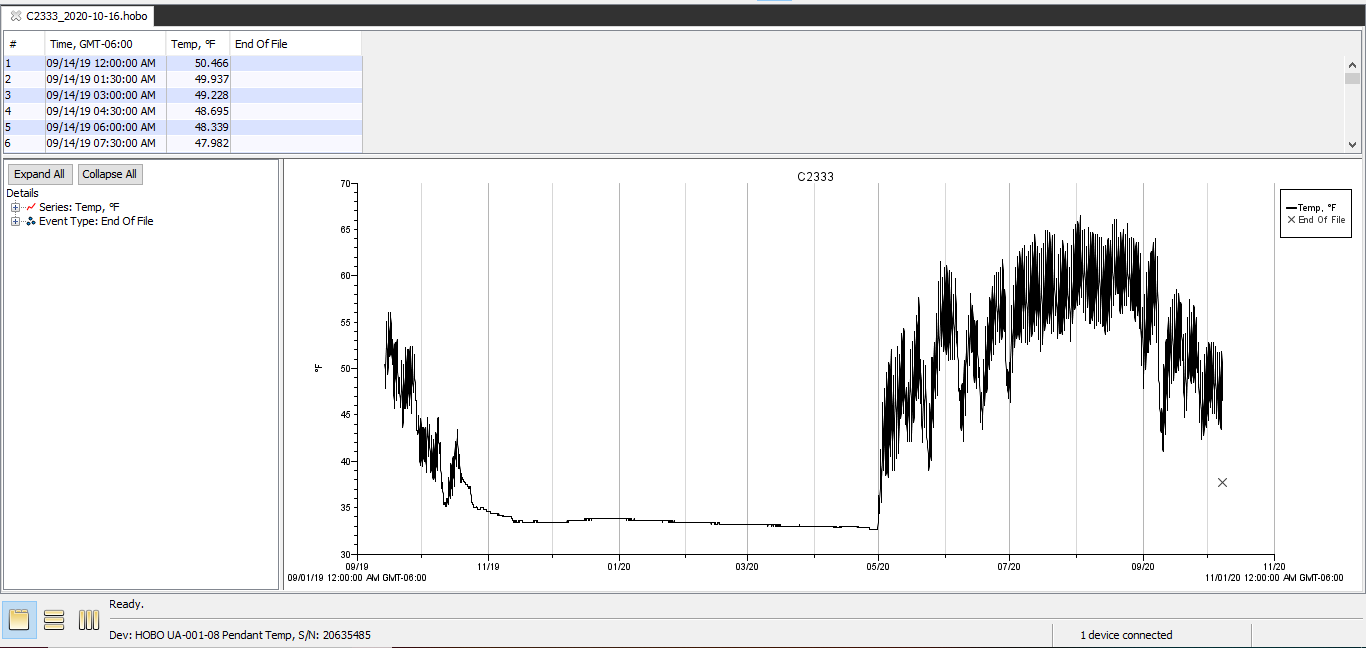 C2333_2020-10-16.hobo
# Time, GMT-06:00 Temp, °F End Of File
1 09/14/19 12:00:00 AM 50.466
2 09/14/19 01:30:00 AM 49.937
3 09/14/19 03:00:00 AM 49.228
4 09/14/19 04:30:00 AM 48.695
5 09/14/19 06:00:00 AM 48.339
6 09/14/19 07:30:00 AM 47.982
Expand All Collapse All
Details
Series: Temp, °F
Event Type: End Of File
C2333
70
65
60
55
50
45
40
35
30
°F
Temp, °F
End Of File
09/19 11/19 01/20 03/20 05/20 07/20 09/20 11/20
09/01/19 12:00:00 AM GMT-06:00 11/01/20 12:00:00 AM GMT-06:00
Ready.
Dev: HOBO UA-001-08 Pendant Temp, S/N: 20635485 1 device connected